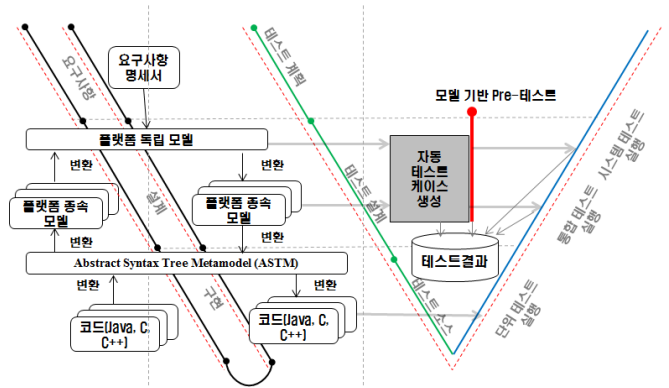 요구사항
명세서
요구사항
테스트 계획
모델 기반 Pre-테스트
플랫폼 독립 모델
자동
테스트
케이스
생성
시스템 테스트
실행
변환
변환
설계
테스트 설계
플랫폼 종속
모델
플랫폼 종속
모델
통합 테스트
실행
변환
변환
테스트결과
Abstract Syntax Tree Metamodel (ASTM)
변환
변환
구현
테스트 소스
단위 테스트
실행
코드(Java, C,
C++)
코드(Java, C,
C++)